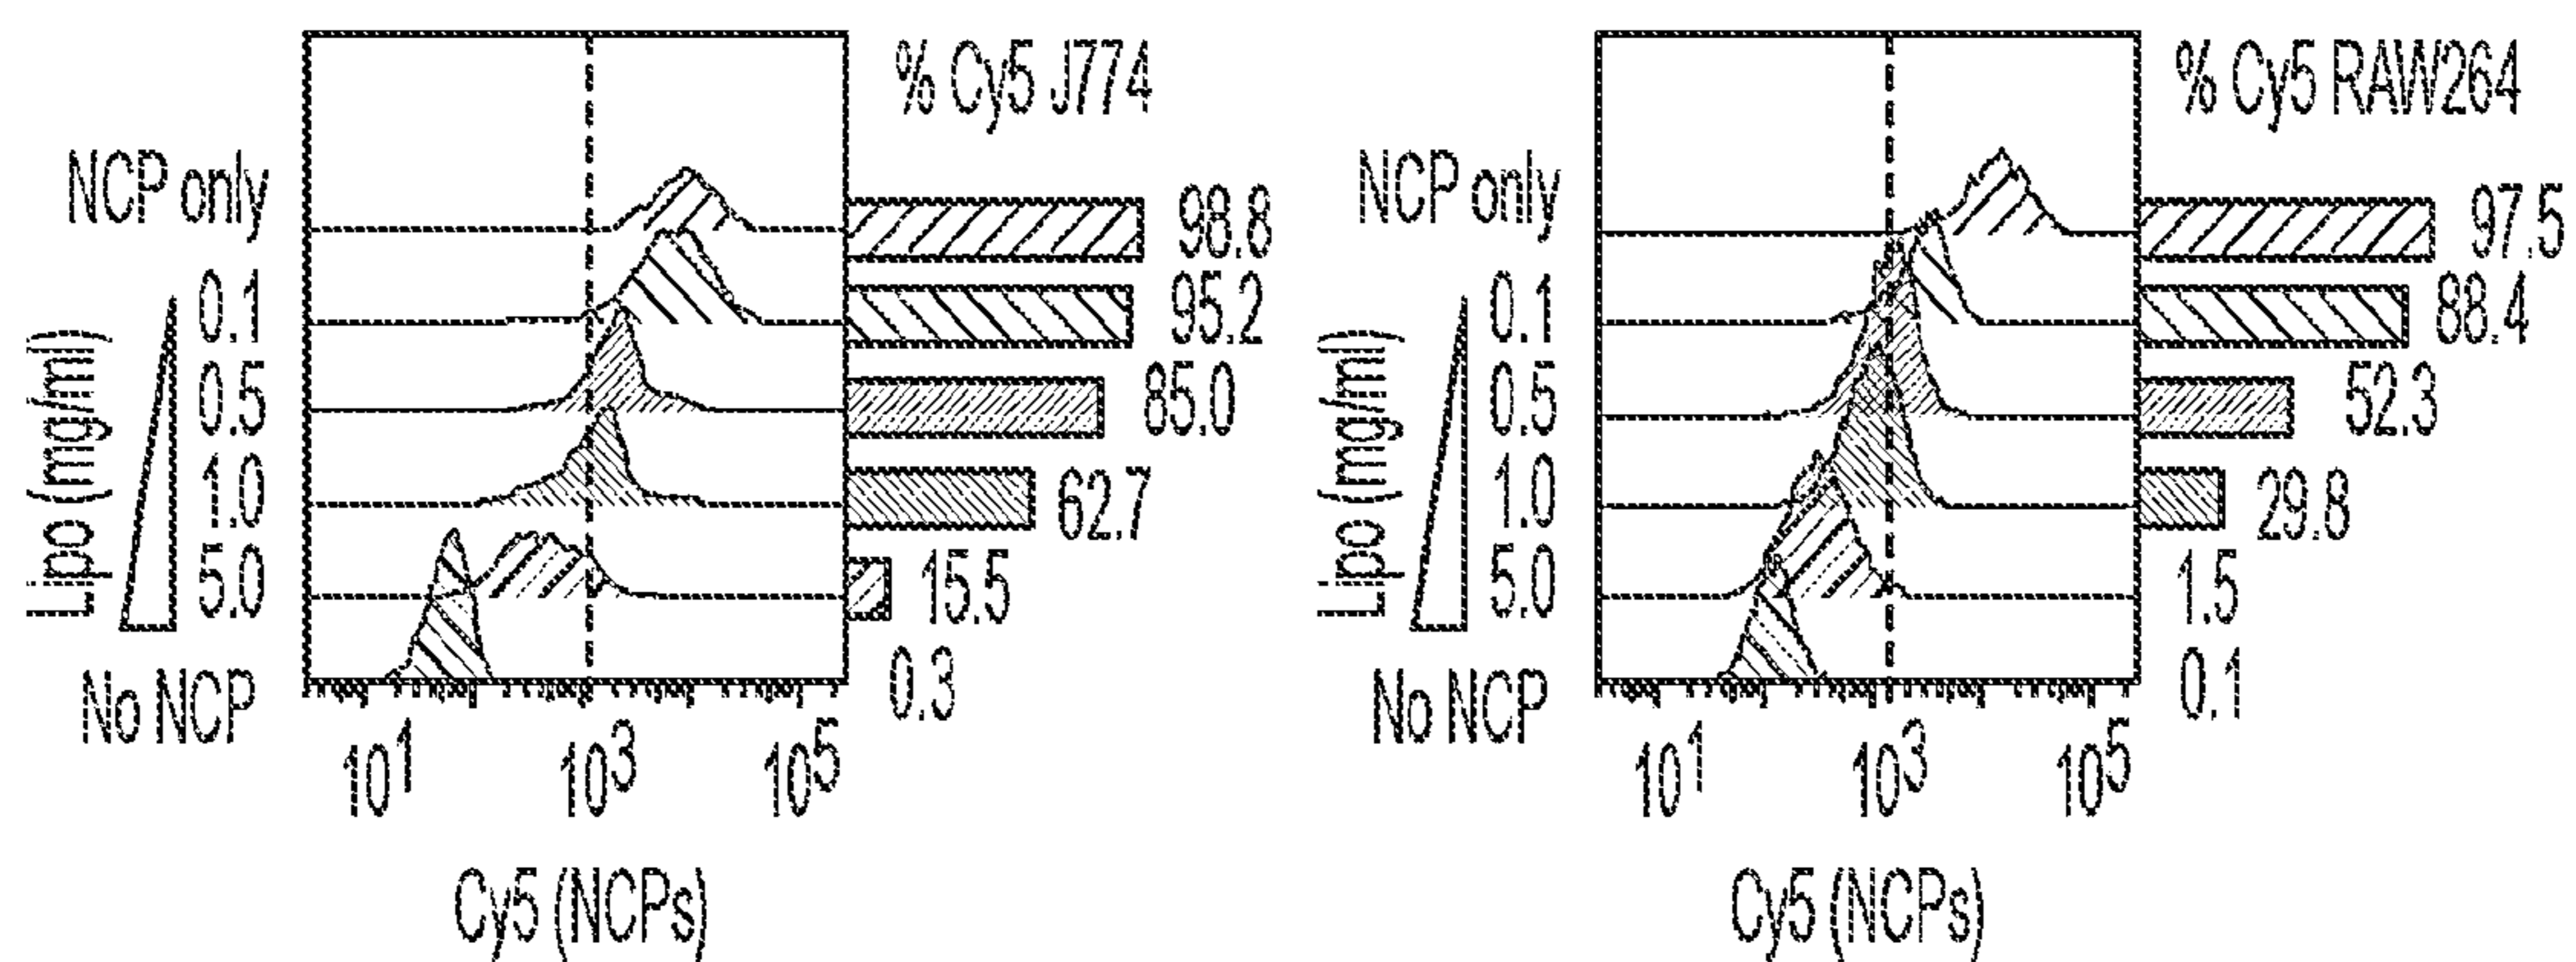 % Cy5 J774
NCP only
98.8
0.1
95.2
0.5
85.0
1.0
62.7
5.0
15.5
No NCP
0.3
Lipo (mg/ml)
10^1 10^3 10^5
Cy5 (NCPs)
% Cy5 RAW264
NCP only
97.5
0.1
88.4
0.5
52.3
1.0
29.8
5.0
1.5
No NCP
0.1
Lipo (mg/ml)
10^1 10^3 10^5
Cy5 (NCPs)